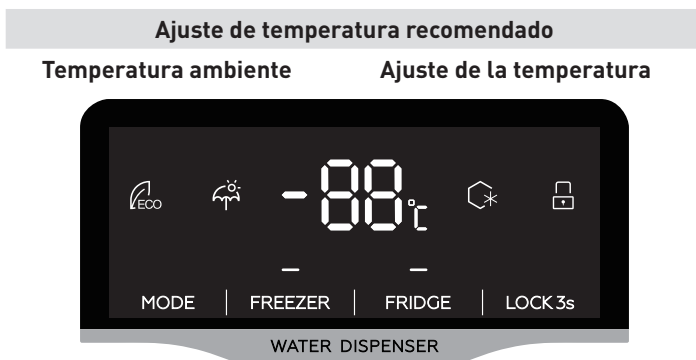 Ajuste de temperatura recomendado
Temperatura ambiente Ajuste de la temperatura
ECO -88°C
MODE FREEZER FRIDGE LOCK 3s
WATER DISPENSER